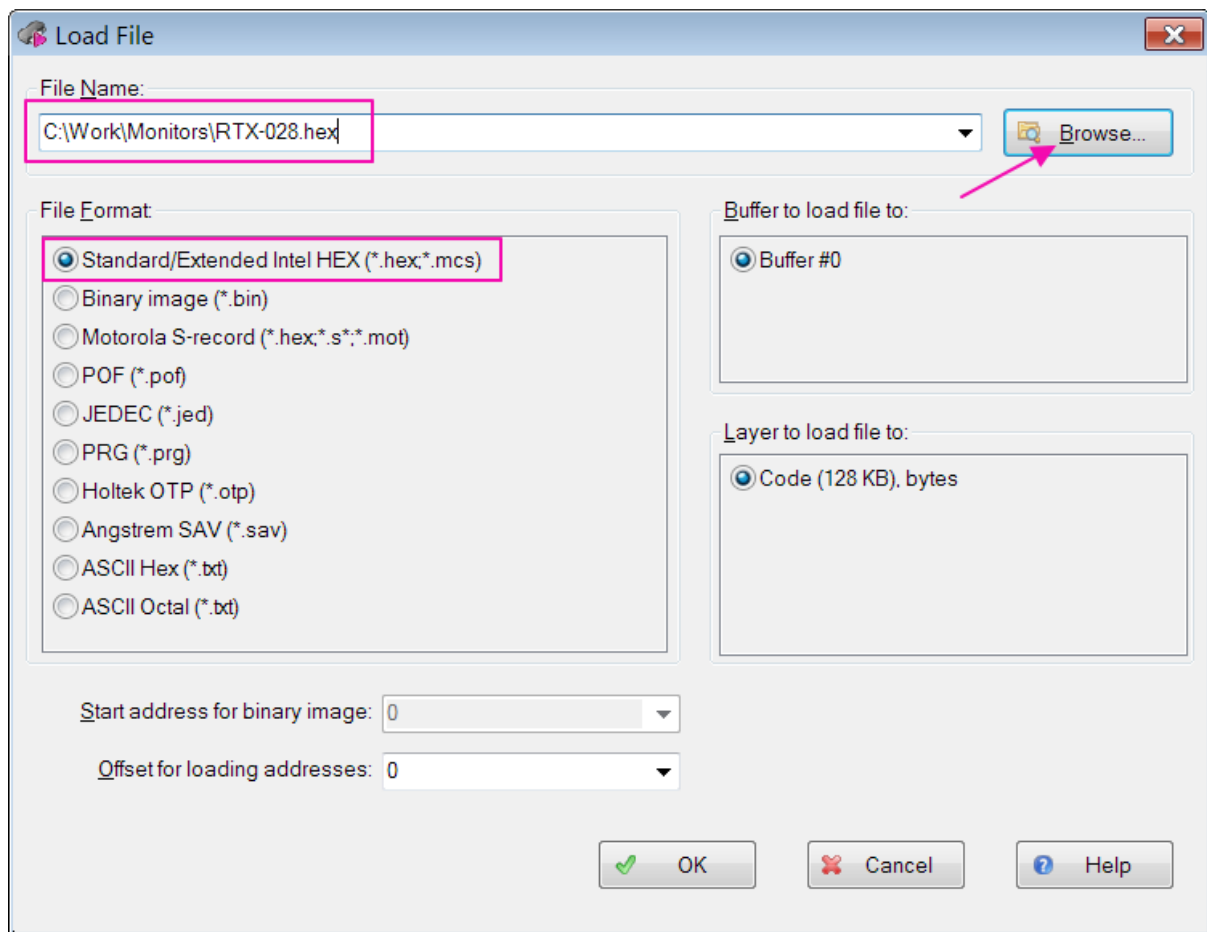 Load File
File Name:
C:\Work\Monitors\RTX-028.hex
Browse...
File Format:
Standard/Extended Intel HEX (*.hex;*.mcs)
Binary image (*.bin)
Motorola S-record (*.hex;*.s*;*.mot)
POF (*.pof)
JEDEC (*.jed)
PRG (*.prg)
Holtek OTP (*.otp)
Angstrem SAV (*.sav)
ASCII Hex (*.txt)
ASCII Octal (*.txt)
Buffer to load file to:
Buffer #0
Layer to load file to:
Code (128 KB), bytes
Start address for binary image: 0
Offset for loading addresses: 0
OK
Cancel
Help